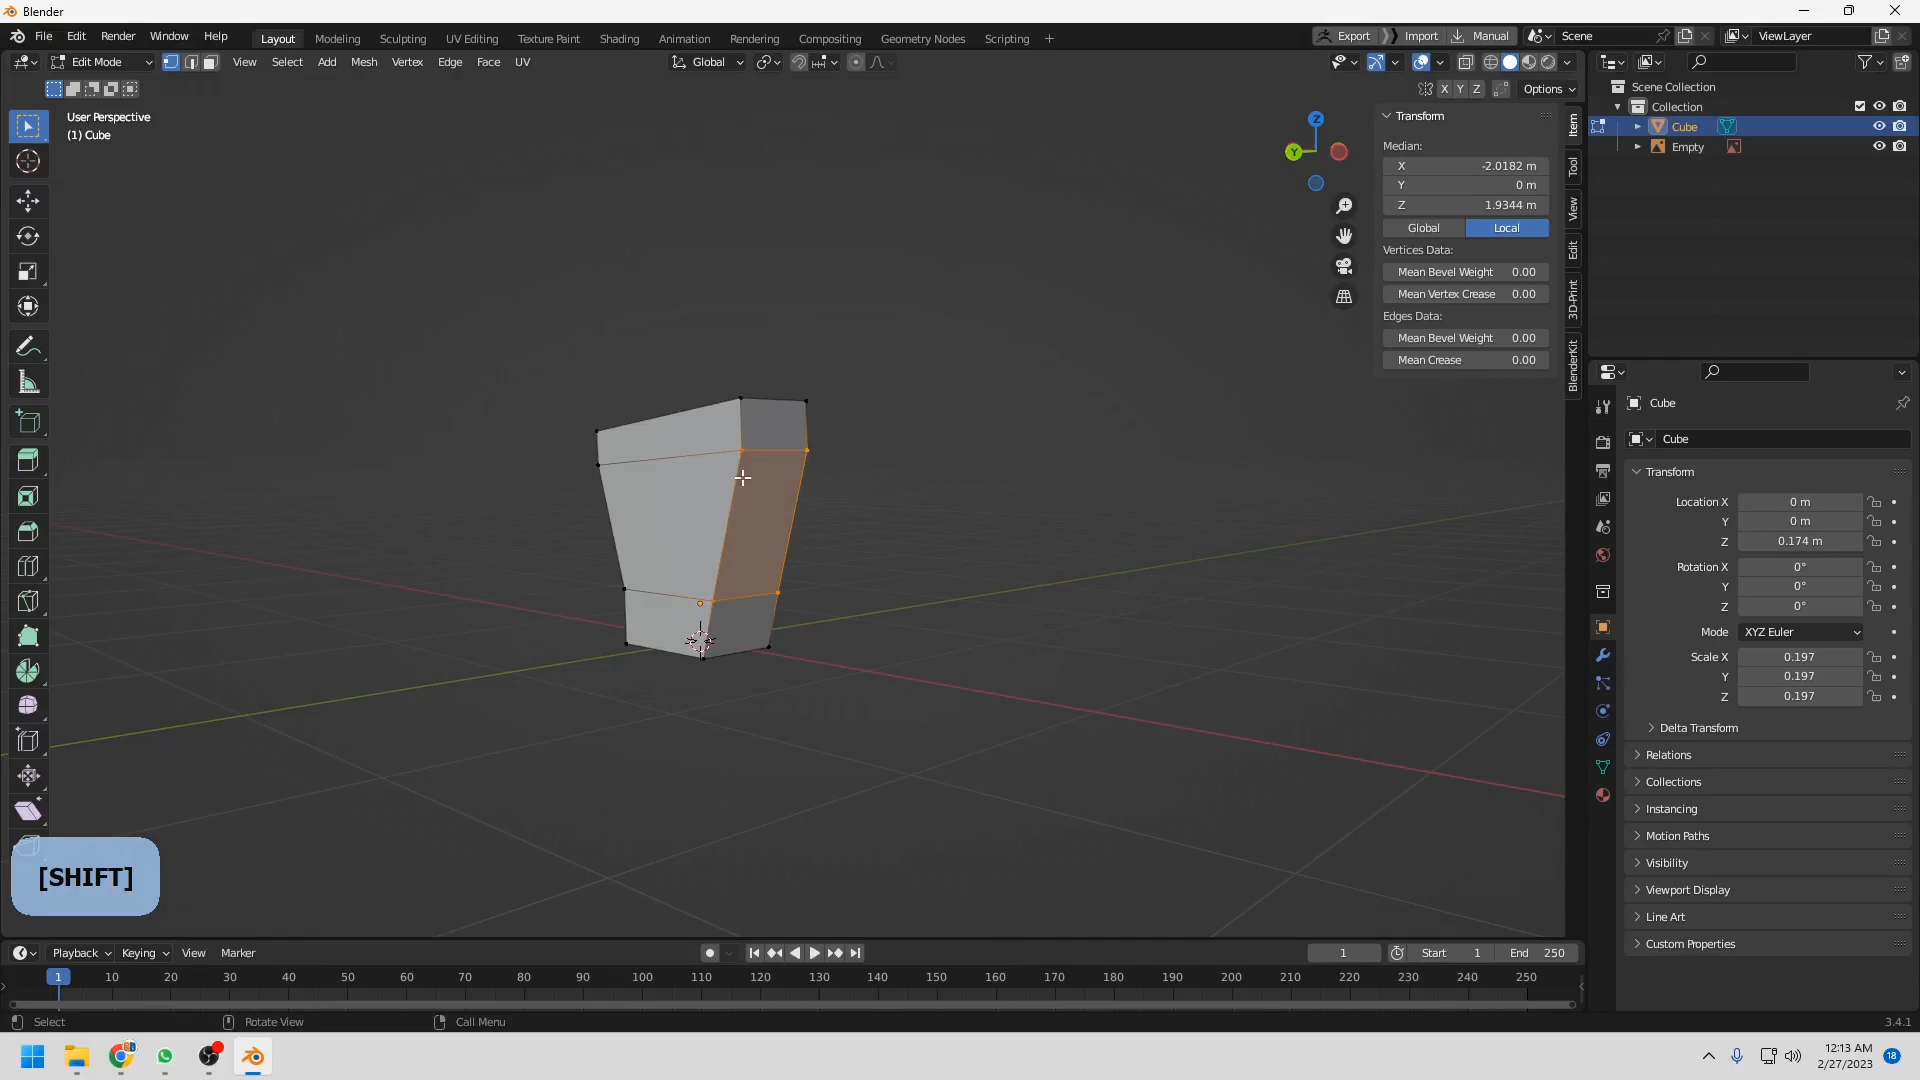 Blender
File Edit Render Window Help Layout Modeling Sculpting UV Editing Texture Paint Shading Animation Rendering Compositing Geometry Nodes Scripting + Export Import Manual Scene ViewLayer
Edit Mode View Select Add Mesh Vertex Edge Face UV Global
X Y Z Options
User Perspective
(1) Cube
Z
Y
Transform
Median:
X -2.0182 m
Y 0 m
Z 1.9344 m
Global Local
Vertices Data:
Mean Bevel Weight 0.00
Mean Vertex Crease 0.00
Edges Data:
Mean Bevel Weight 0.00
Mean Crease 0.00
Item
Tool
View
Edit
3D-Print
BlenderKit
Scene Collection
Collection
Cube
Empty
Cube
Cube
Transform
Location X 0 m
Y 0 m
Z 0.174 m
Rotation X 0°
Y 0°
Z 0°
Mode XYZ Euler
Scale X 0.197
Y 0.197
Z 0.197
Delta Transform
Relations
Collections
Instancing
Motion Paths
Visibility
Viewport Display
Line Art
Custom Properties
[SHIFT]
Playback Keying View Marker 1 Start 1 End 250
1 10 20 30 40 50 60 70 80 90 100 110 120 130 140 150 160 170 180 190 200 210 220 230 240 250
Select Rotate View Call Menu 3.4.1
12:13 AM
2/27/2023
18